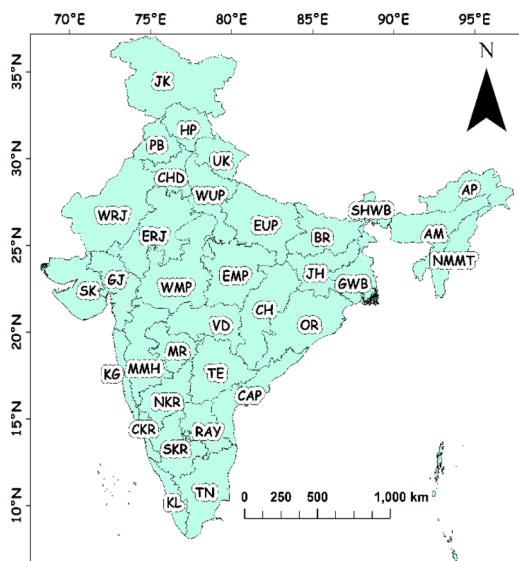 70°E 75°E 80°E 85°E 90°E 95°E
N
35°N
JK
HP
PB
30°N
UK
CHD
WUP
AP
WRJ
SHWB
EUP
ERJ
BR
AM
25°N
NMMT
GJ
EMP
JH
SK
WMP
GWB
CH
VD
OR
20°N
MR
KG
MMH
TE
CAP
NKR
15°N
CKR
RAY
SKR
TN
KL
10°N
0 250 500 1,000 km